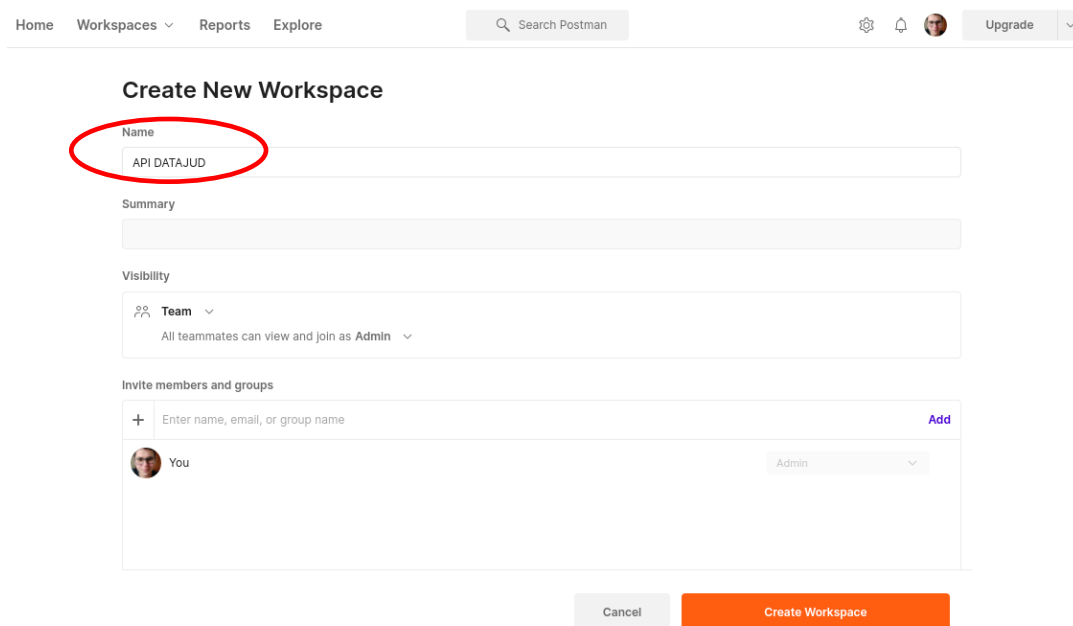 Home Workspaces Reports Explore Search Postman Upgrade
Create New Workspace
Name
API DATAJUD
Summary
Visibility
Team
All teammates can view and join as Admin
Invite members and groups
+ Enter name, email, or group name Add
You Admin
Cancel Create Workspace